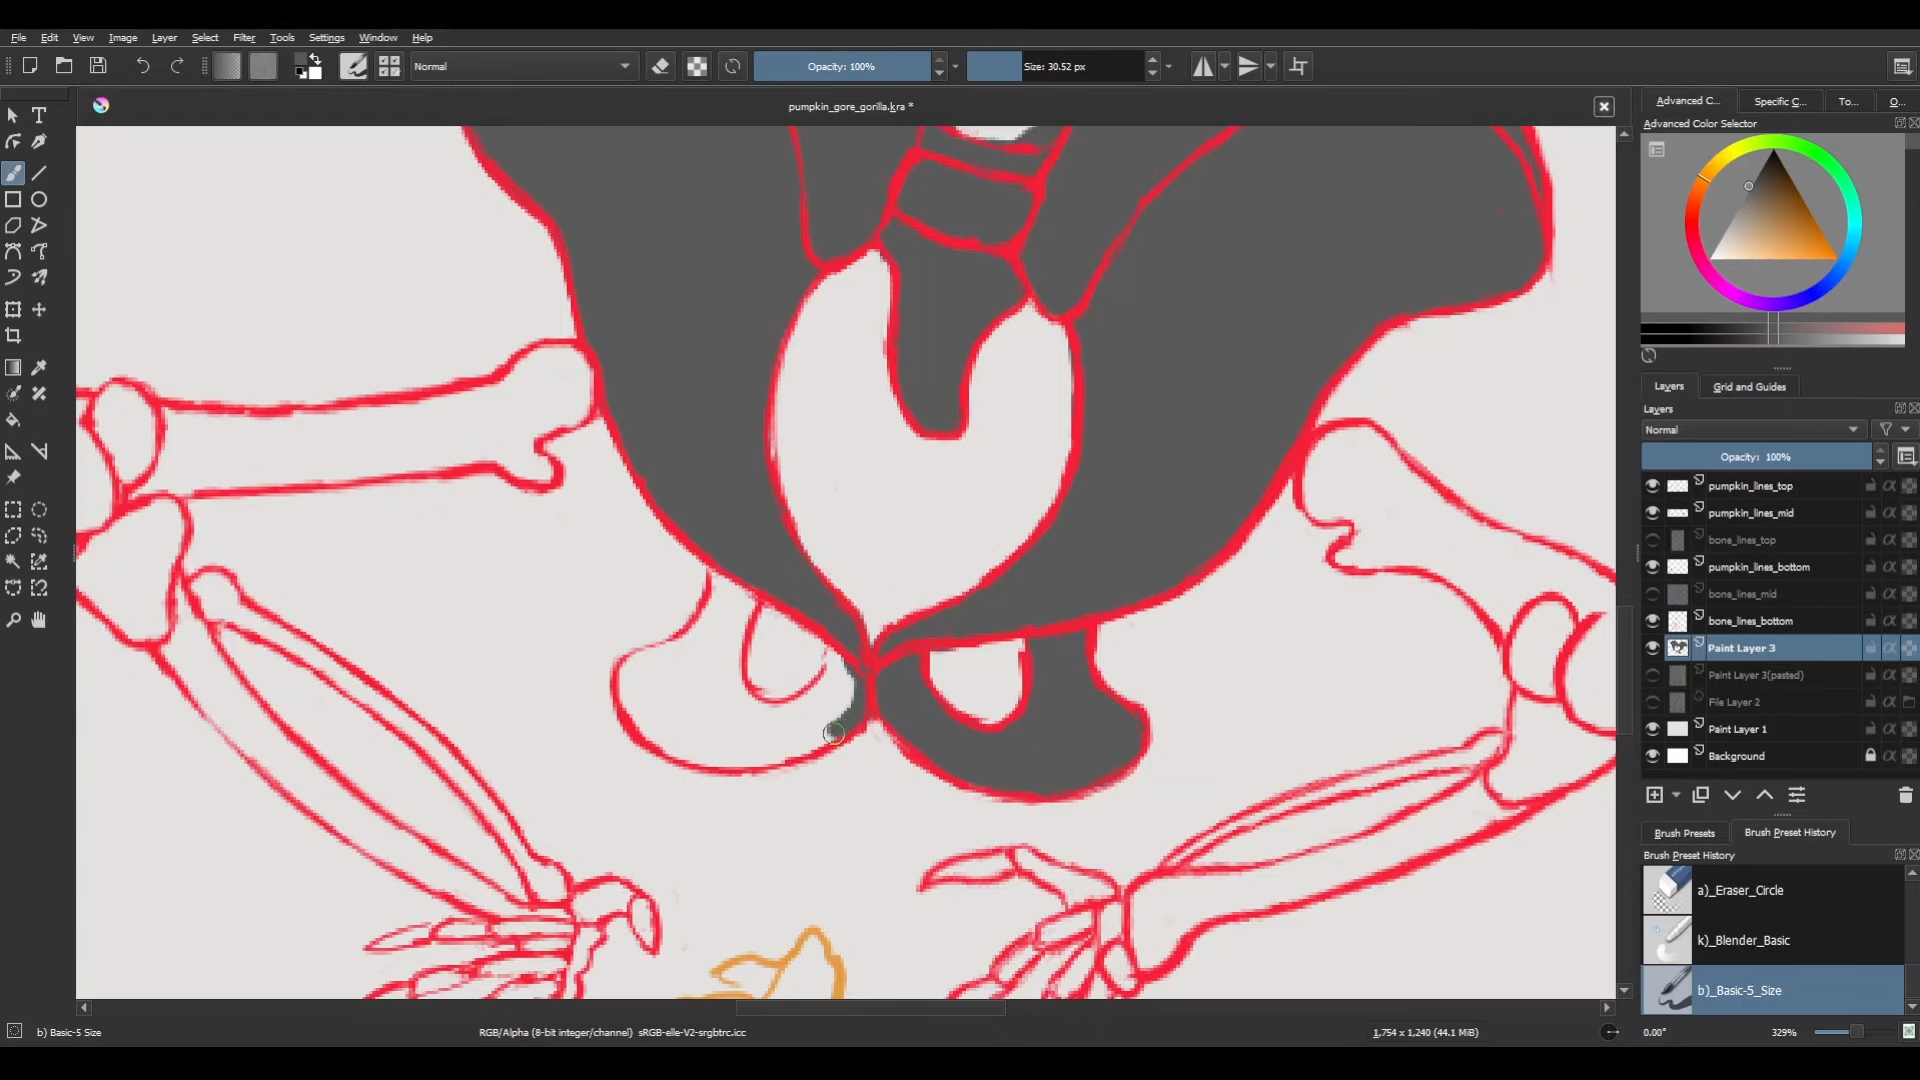 File Edit View Image Layer Select Filter Tools Settings Window Help
Normal Opacity: 100% Size: 30.52 px
pumpkin_gore_gorilla.kra *
T
Advanced C... Specific C... To... O...
Advanced Color Selector
Layers Grid and Guides
Layers
Normal
Opacity: 100%
pumpkin_lines_top
pumpkin_lines_mid
bone_lines_top
pumpkin_lines_bottom
bone_lines_mid
bone_lines_bottom
Paint Layer 3
Paint Layer 3(pasted)
File Layer 2
Paint Layer 1
Background
Brush Presets Brush Preset History
Brush Preset History
a)_Eraser_Circle
k)_Blender_Basic
b)_Basic-5_Size
b) Basic-5 Size RGB/Alpha (8-bit integer/channel) sRGB-elle-V2-srgbtrc.icc 1,754 x 1,240 (44.1 MiB) 0.00° 329%